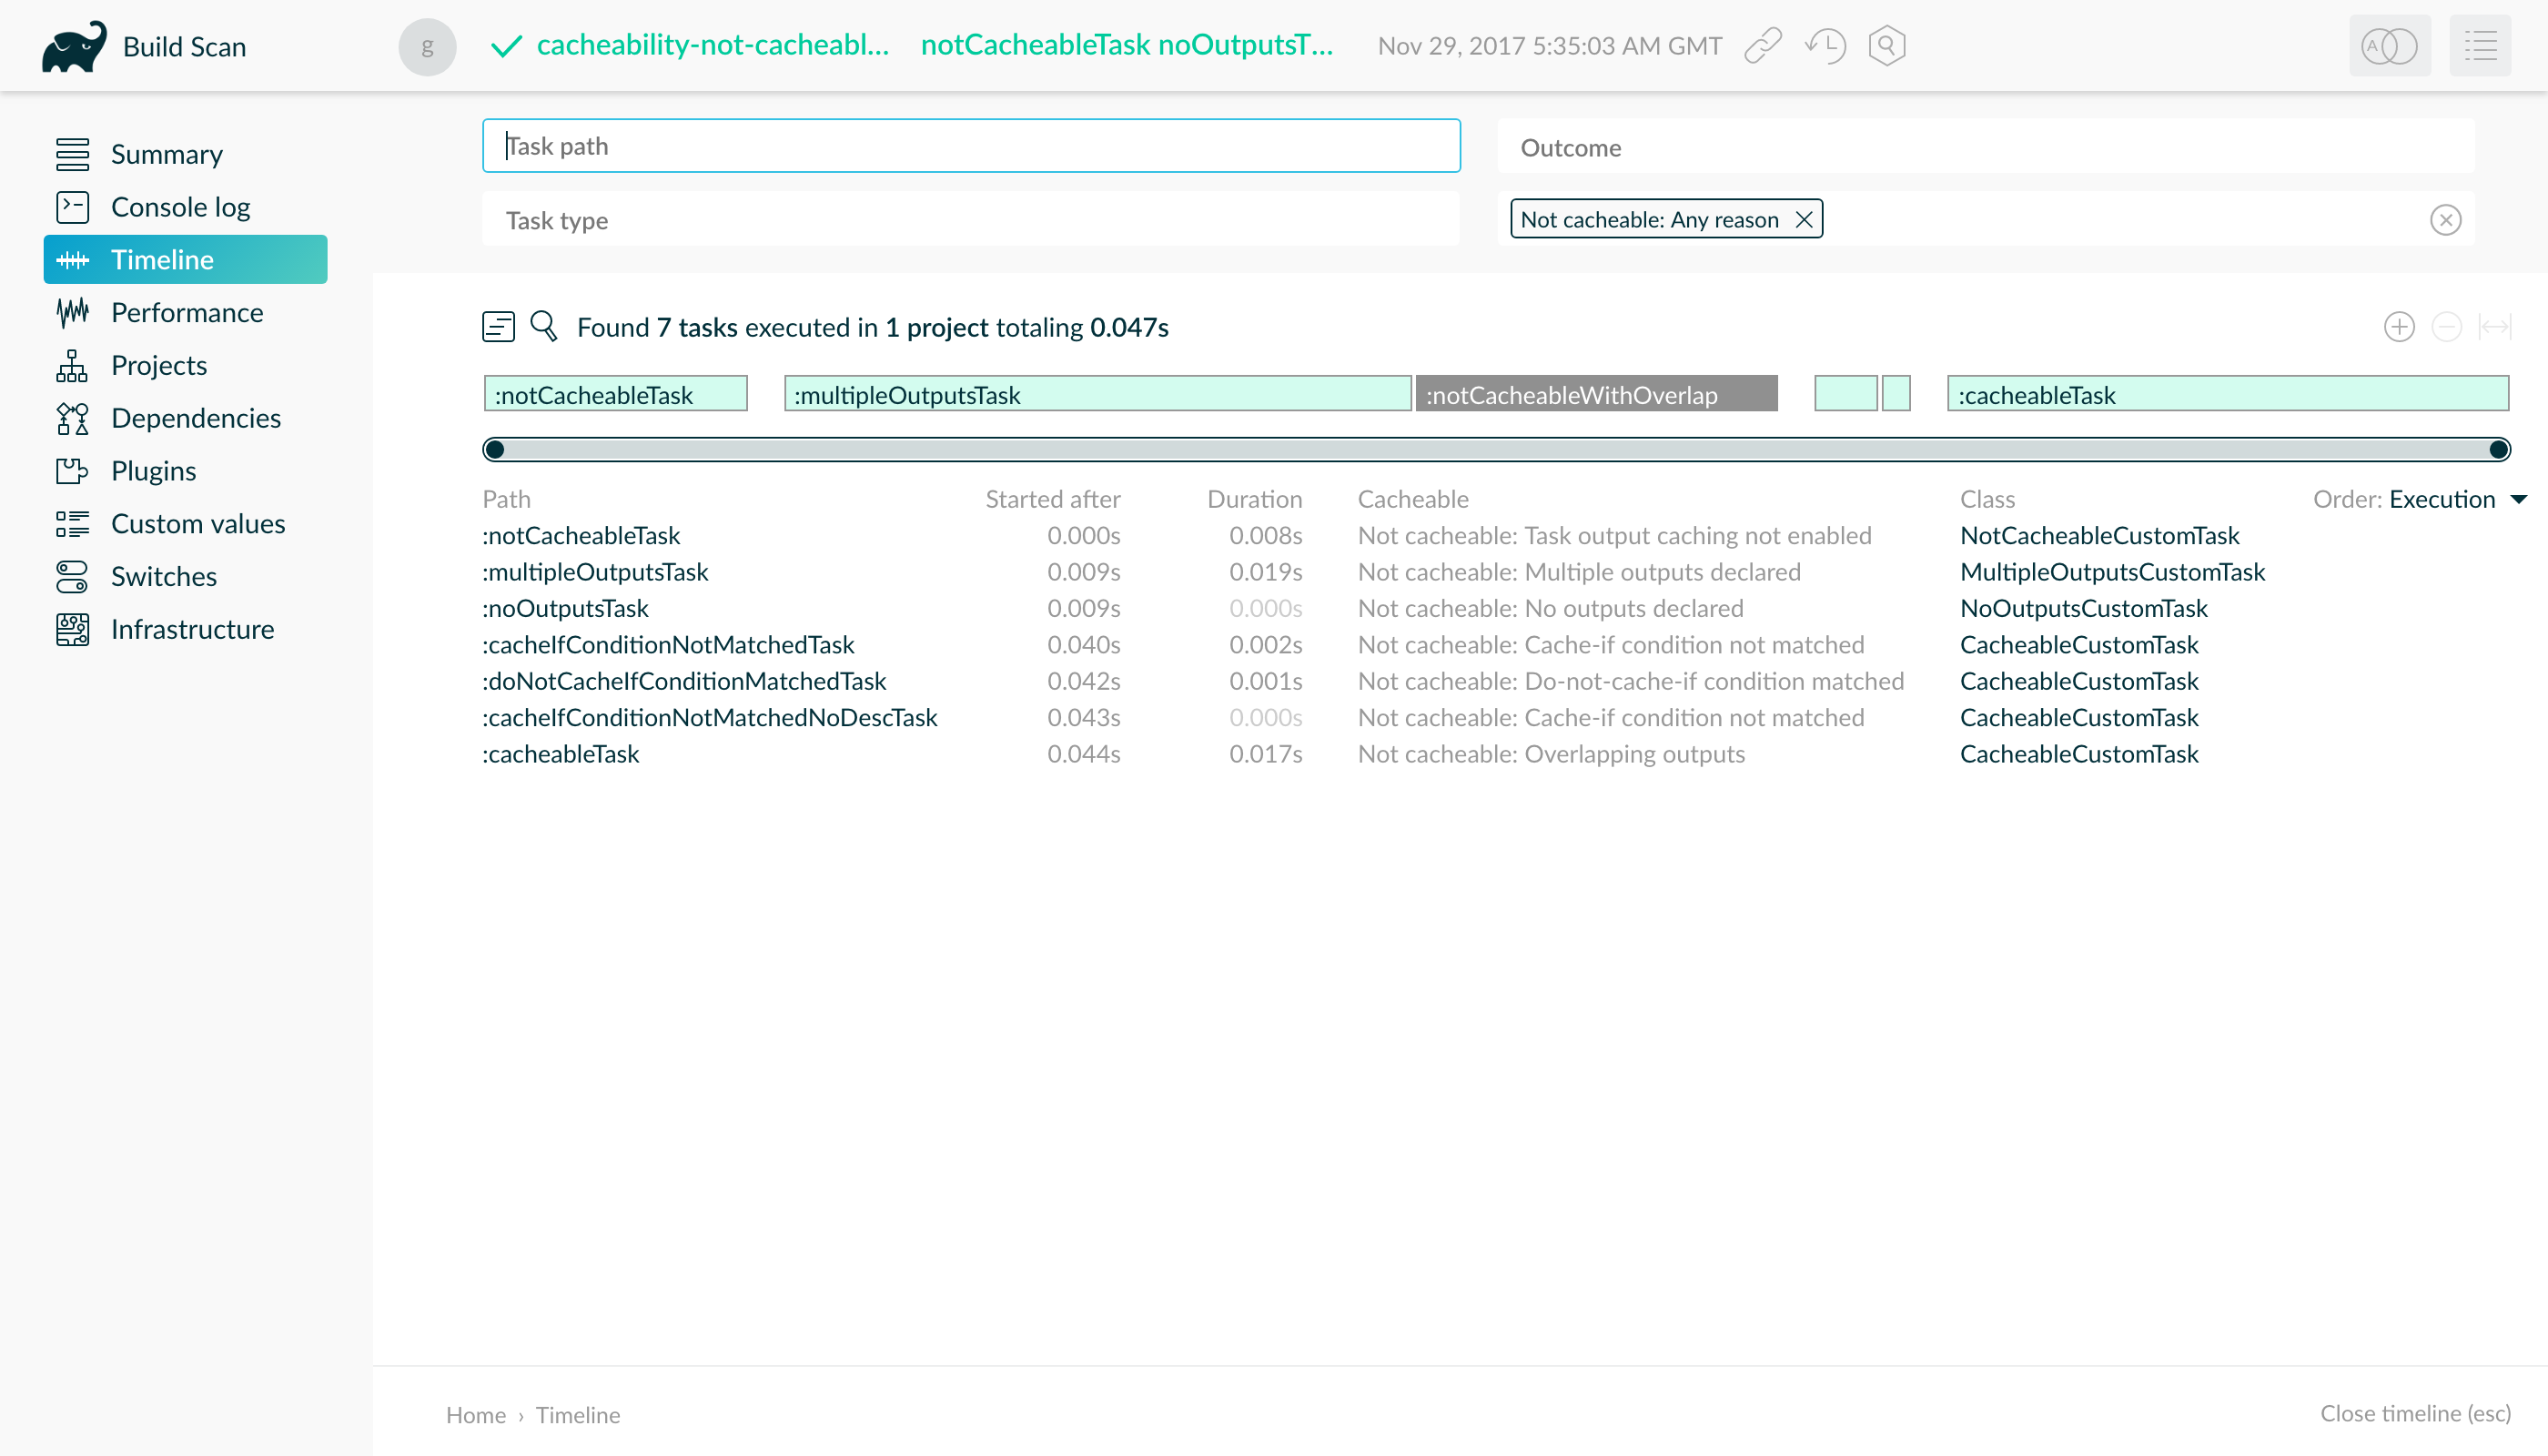 Build Scan
g cacheability-not-cacheabl... notCacheableTask noOutputsT... Nov 29, 2017 5:35:03 AM GMT
A
Summary
Console log
Timeline
Performance
Projects
Dependencies
Plugins
Custom values
Switches
Infrastructure
Task path
Outcome
Task type
Not cacheable: Any reason
Found 7 tasks executed in 1 project totaling 0.047s
:notCacheableTask :multipleOutputsTask :notCacheableWithOverlap :cacheableTask
Path Started after Duration Cacheable Class Order: Execution
:notCacheableTask 0.000s 0.008s Not cacheable: Task output caching not enabled NotCacheableCustomTask
:multipleOutputsTask 0.009s 0.019s Not cacheable: Multiple outputs declared MultipleOutputsCustomTask
:noOutputsTask 0.009s 0.000s Not cacheable: No outputs declared NoOutputsCustomTask
:cacheIfConditionNotMatchedTask 0.040s 0.002s Not cacheable: Cache-if condition not matched CacheableCustomTask
:doNotCacheIfConditionMatchedTask 0.042s 0.001s Not cacheable: Do-not-cache-if condition matched CacheableCustomTask
:cacheIfConditionNotMatchedNoDescTask 0.043s 0.000s Not cacheable: Cache-if condition not matched CacheableCustomTask
:cacheableTask 0.044s 0.017s Not cacheable: Overlapping outputs CacheableCustomTask
Home › Timeline
Close timeline (esc)